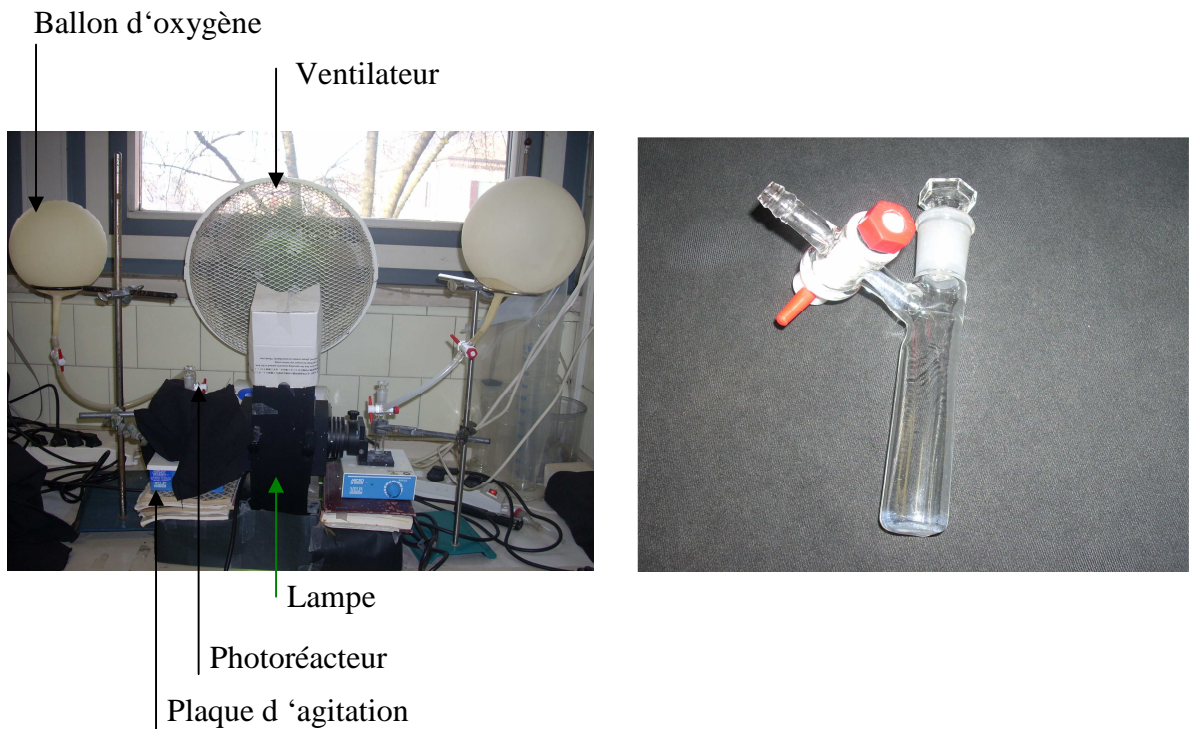 Ballon d‘oxygène
Ventilateur
Lampe
Photoréacteur
Plaque d ‘agitation